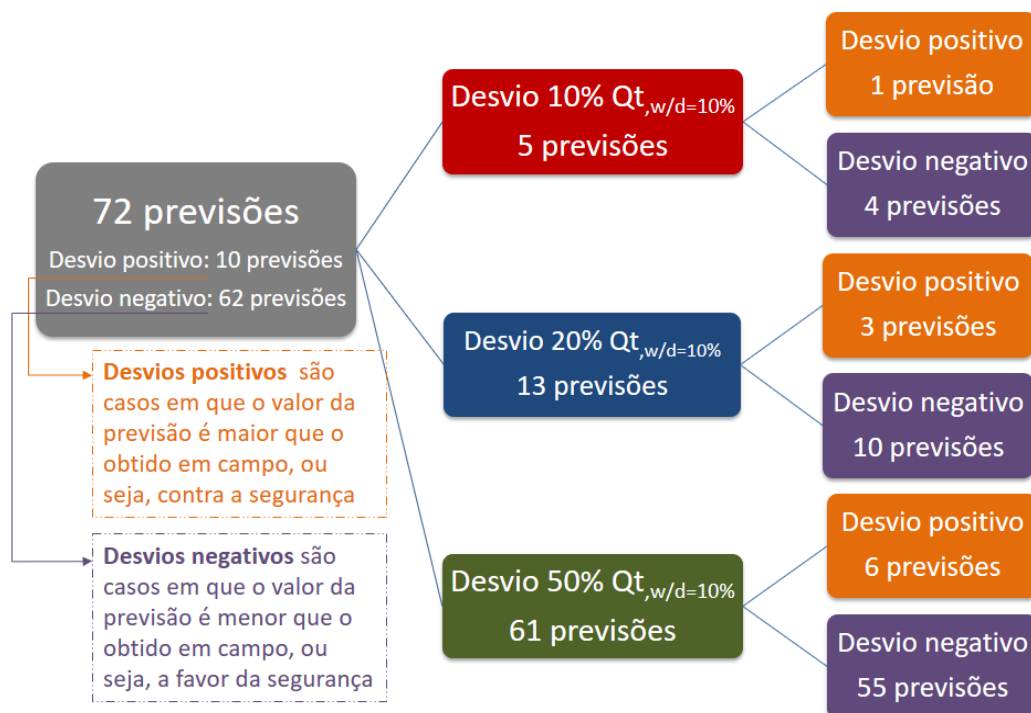 72 previsões
Desvio positivo: 10 previsões
Desvio negativo: 62 previsões
Desvios positivos são
casos em que o valor da
previsão é maior que o
obtido em campo, ou
seja, contra a segurança
Desvios negativos são
casos em que o valor da
previsão é menor que o
obtido em campo, ou
seja, a favor da segurança
Desvio 10% Qt,w/d=10%
5 previsões
Desvio positivo
1 previsão
Desvio negativo
4 previsões
Desvio 20% Qt,w/d=10%
13 previsões
Desvio positivo
3 previsões
Desvio negativo
10 previsões
Desvio 50% Qt,w/d=10%
61 previsões
Desvio positivo
6 previsões
Desvio negativo
55 previsões